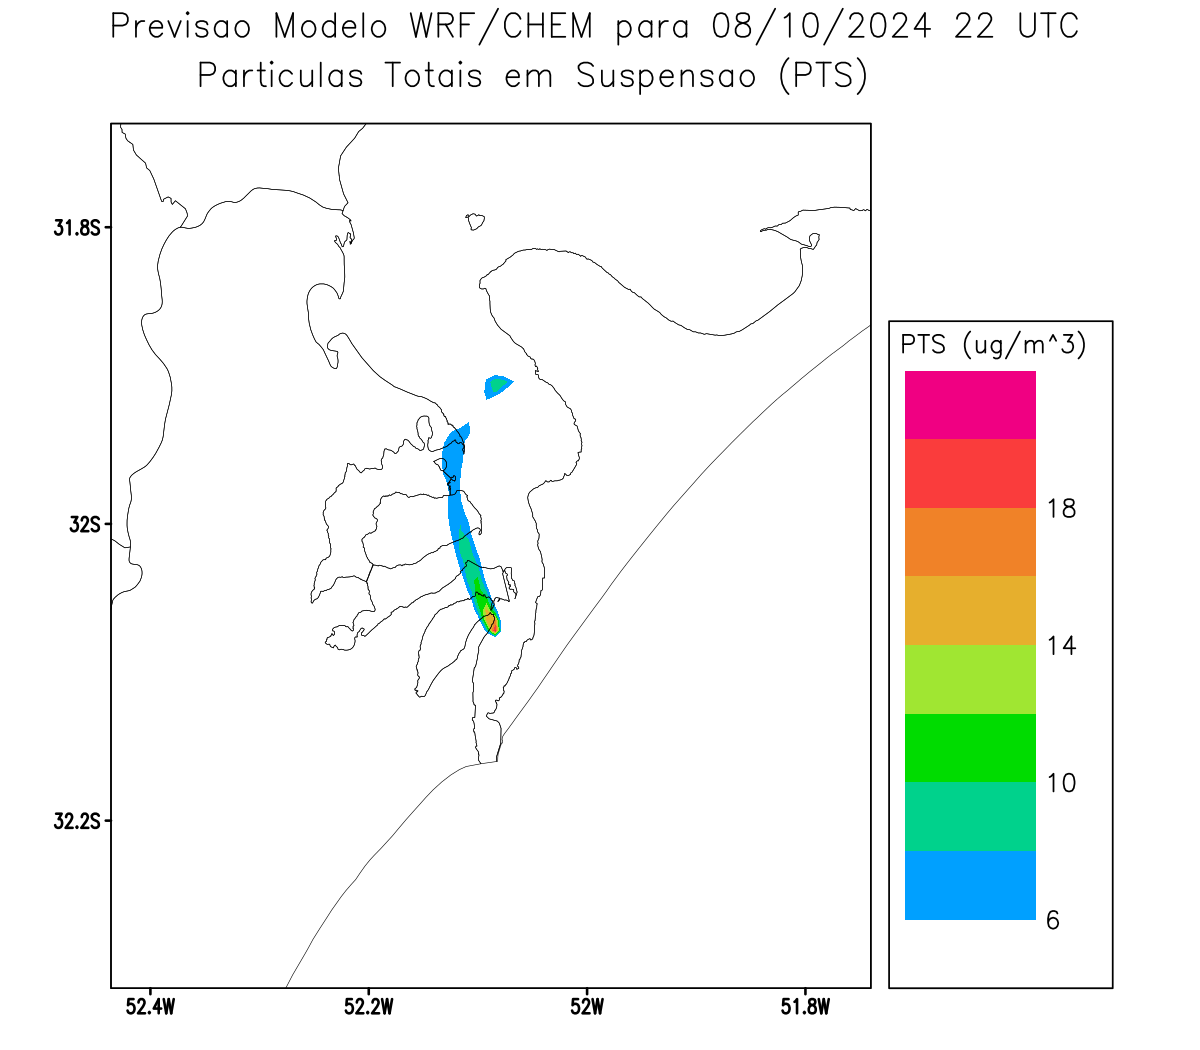 Previsao Modelo WRF/CHEM para 08/10/2024 22 UTC
Particulas Totais em Suspensao (PTS)
31.8S
32S
32.2S
52.4W
52.2W
52W
51.8W
PTS (ug/m^3)
18
14
10
6